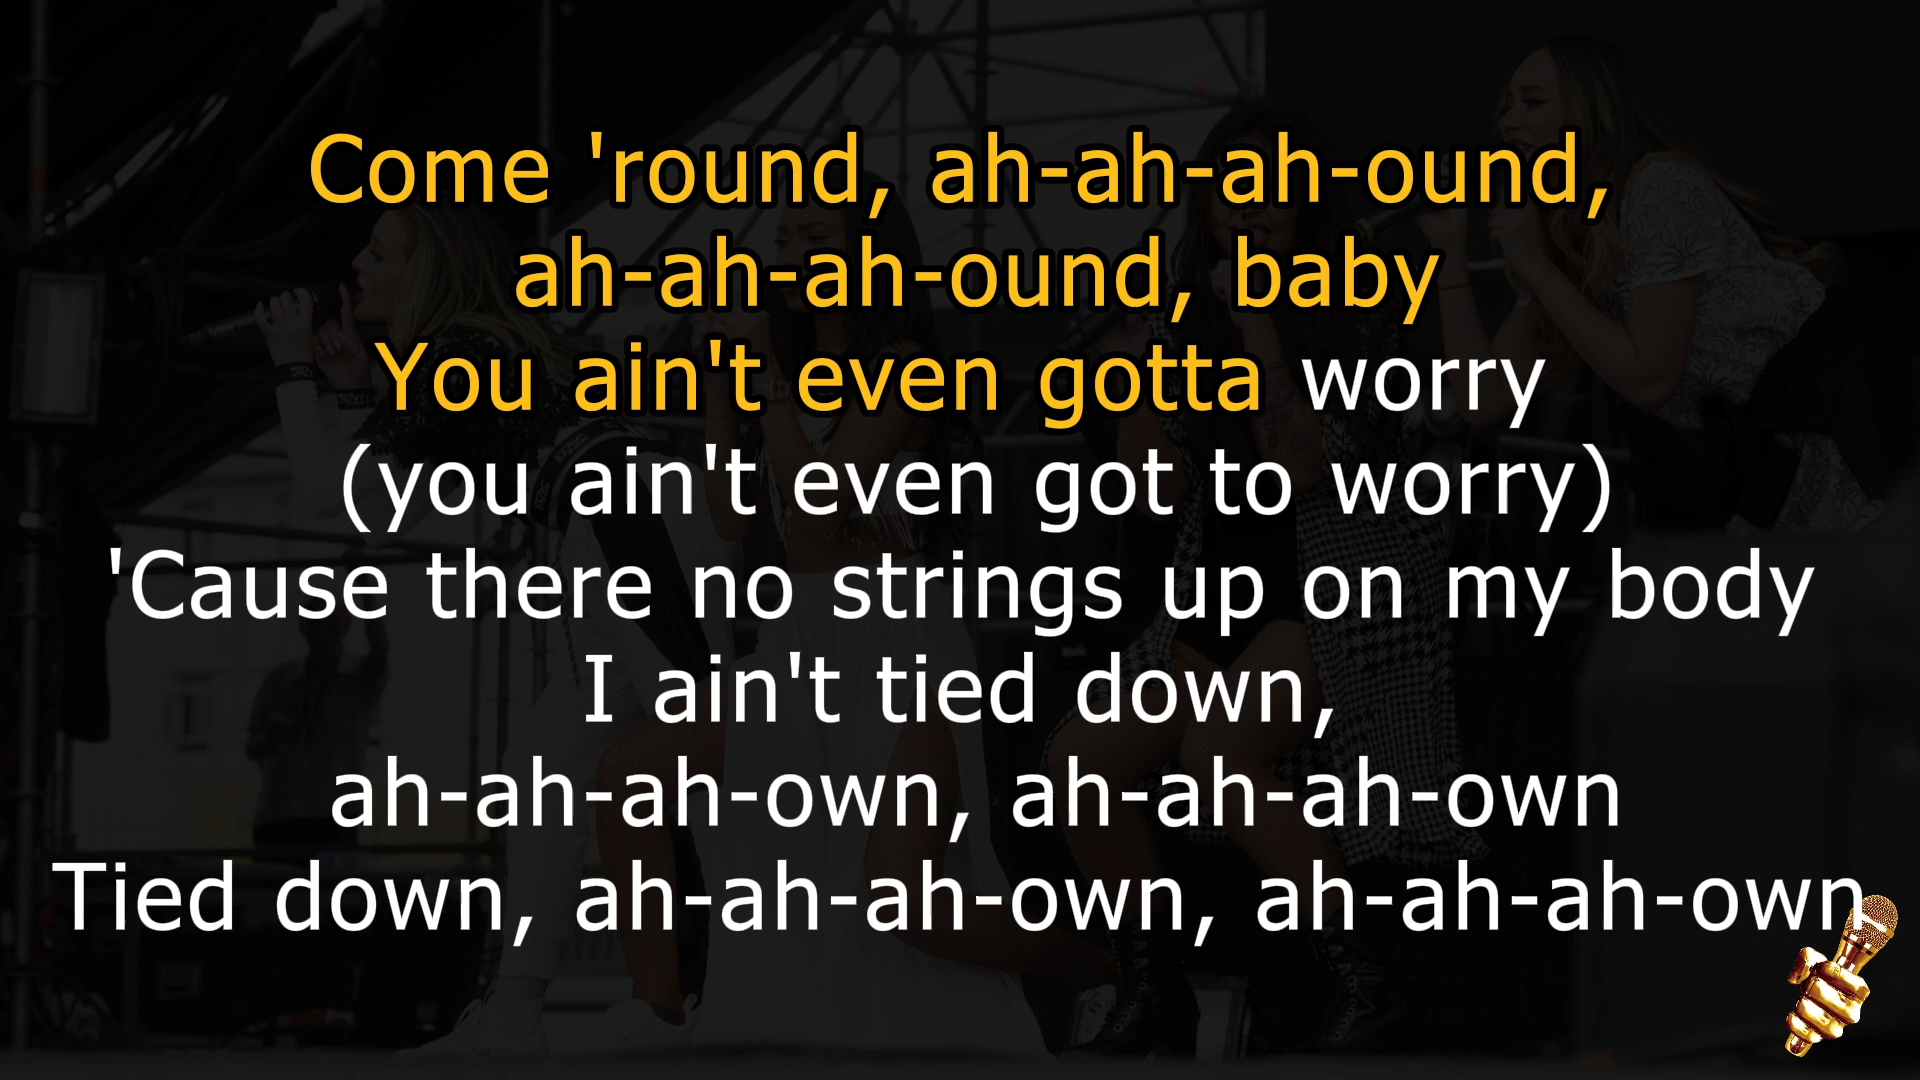 Come 'round, ah-ah-ah-ound,
ah-ah-ah-ound, baby
You ain't even gotta worry
(you ain't even got to worry)
'Cause there no strings up on my body
I ain't tied down,
ah-ah-ah-own, ah-ah-ah-own
Tied down, ah-ah-ah-own, ah-ah-ah-own